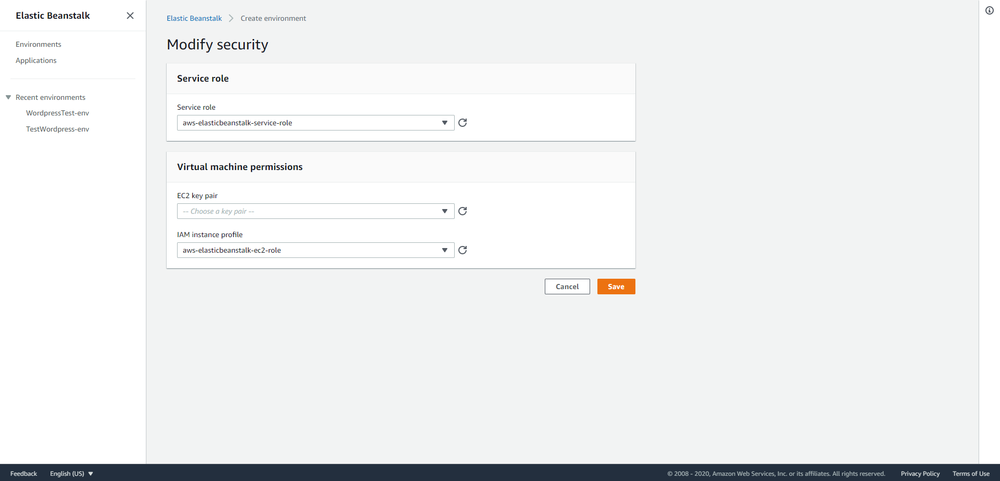 Elastic Beanstalk
Environments
Applications
Recent environments
WordpressTest-env
TestWordpress-env
Elastic Beanstalk > Create environment
Modify security
Service role
Service role
aws-elasticbeanstalk-service-role
Virtual machine permissions
EC2 key pair
-- Choose a key pair --
IAM instance profile
aws-elasticbeanstalk-ec2-role
Cancel Save
Feedback English (US) © 2008 - 2020, Amazon Web Services, Inc. or its affiliates. All rights reserved. Privacy Policy Terms of Use